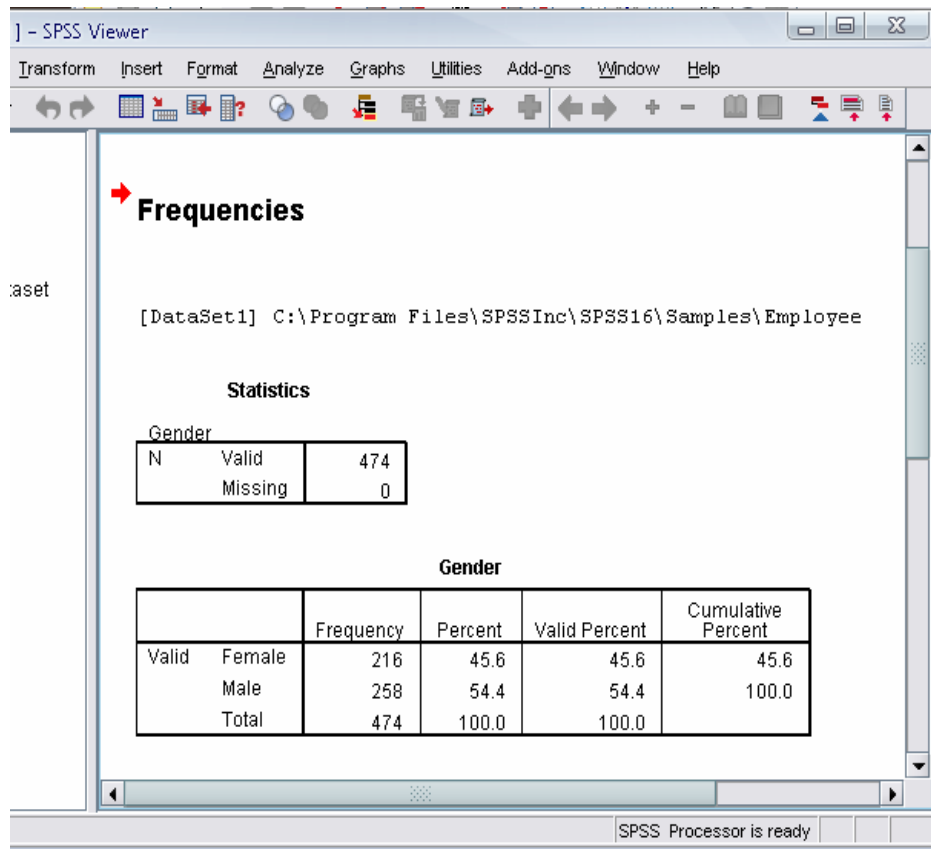 ] - SPSS Viewer
Transform Insert Format Analyze Graphs Utilities Add-ons Window Help
Frequencies
taset
[DataSet1] C:\Program Files\SPSSInc\SPSS16\Samples\Employee
Statistics
Gender
N Valid 474
Missing 0
Gender
Frequency Percent Valid Percent Cumulative Percent
Valid Female 216 45.6 45.6 45.6
Male 258 54.4 54.4 100.0
Total 474 100.0 100.0
SPSS Processor is ready